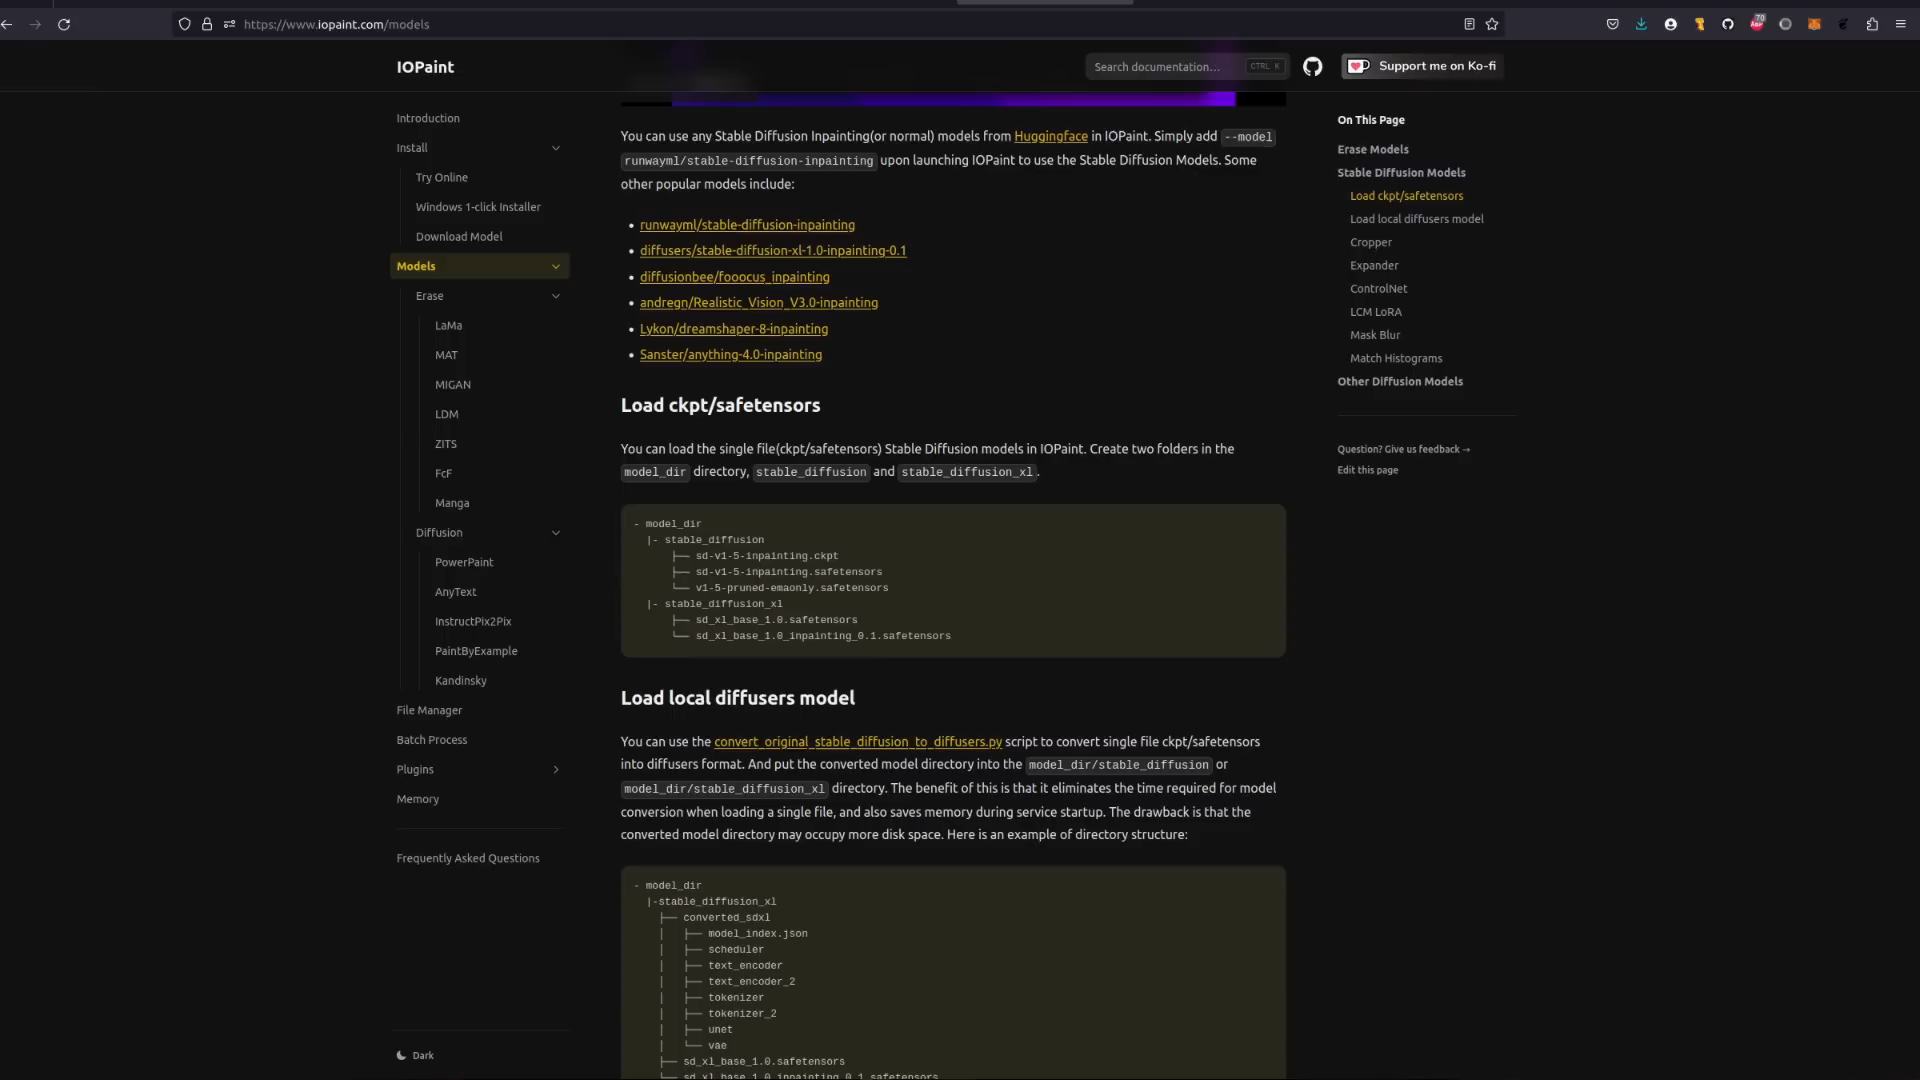 https://www.iopaint.com/models
70
IOPaint
Search documentation…
CTRL K
Support me on Ko-fi
Introduction
Install
Try Online
Windows 1-click Installer
Download Model
Models
Erase
LaMa
MAT
MIGAN
LDM
ZITS
FcF
Manga
Diffusion
PowerPaint
AnyText
InstructPix2Pix
PaintByExample
Kandinsky
File Manager
Batch Process
Plugins
Memory
Frequently Asked Questions
Dark
You can use any Stable Diffusion Inpainting(or normal) models from Huggingface in IOPaint. Simply add --model
runwayml/stable-diffusion-inpainting upon launching IOPaint to use the Stable Diffusion Models. Some
other popular models include:
• runwayml/stable-diffusion-inpainting
• diffusers/stable-diffusion-xl-1.0-inpainting-0.1
• diffusionbee/fooocus_inpainting
• andregn/Realistic_Vision_V3.0-inpainting
• Lykon/dreamshaper-8-inpainting
• Sanster/anything-4.0-inpainting
Load ckpt/safetensors
You can load the single file(ckpt/safetensors) Stable Diffusion models in IOPaint. Create two folders in the
model_dir directory, stable_diffusion and stable_diffusion_xl.
- model_dir
|- stable_diffusion
├── sd-v1-5-inpainting.ckpt
├── sd-v1-5-inpainting.safetensors
└── v1-5-pruned-emaonly.safetensors
|- stable_diffusion_xl
├── sd_xl_base_1.0.safetensors
└── sd_xl_base_1.0_inpainting_0.1.safetensors
Load local diffusers model
You can use the convert_original_stable_diffusion_to_diffusers.py script to convert single file ckpt/safetensors
into diffusers format. And put the converted model directory into the model_dir/stable_diffusion or
model_dir/stable_diffusion_xl directory. The benefit of this is that it eliminates the time required for model
conversion when loading a single file, and also saves memory during service startup. The drawback is that the
converted model directory may occupy more disk space. Here is an example of directory structure:
- model_dir
|-stable_diffusion_xl
├── converted_sdxl
│   ├── model_index.json
│   ├── scheduler
│   ├── text_encoder
│   ├── text_encoder_2
│   ├── tokenizer
│   ├── tokenizer_2
│   ├── unet
│   └── vae
├── sd_xl_base_1.0.safetensors
└── sd_xl_base_1.0_inpainting_0.1.safetensors
On This Page
Erase Models
Stable Diffusion Models
Load ckpt/safetensors
Load local diffusers model
Cropper
Expander
ControlNet
LCM LoRA
Mask Blur
Match Histograms
Other Diffusion Models
Question? Give us feedback →
Edit this page